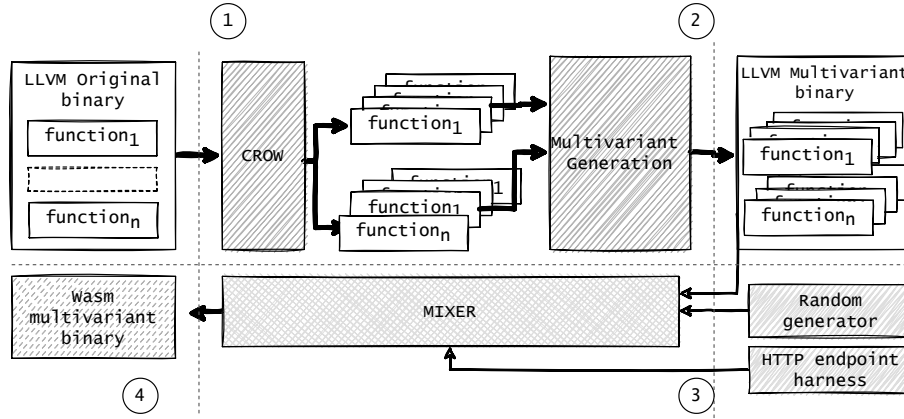 1
2
LLVM Original
binary
function1
functionn
CROW
function1
functionn
Multivariant
Generation
LLVM Multivariant
binary
function1
functionn
Wasm
multivariant
binary
MIXER
Random
generator
HTTP endpoint
harness
4
3